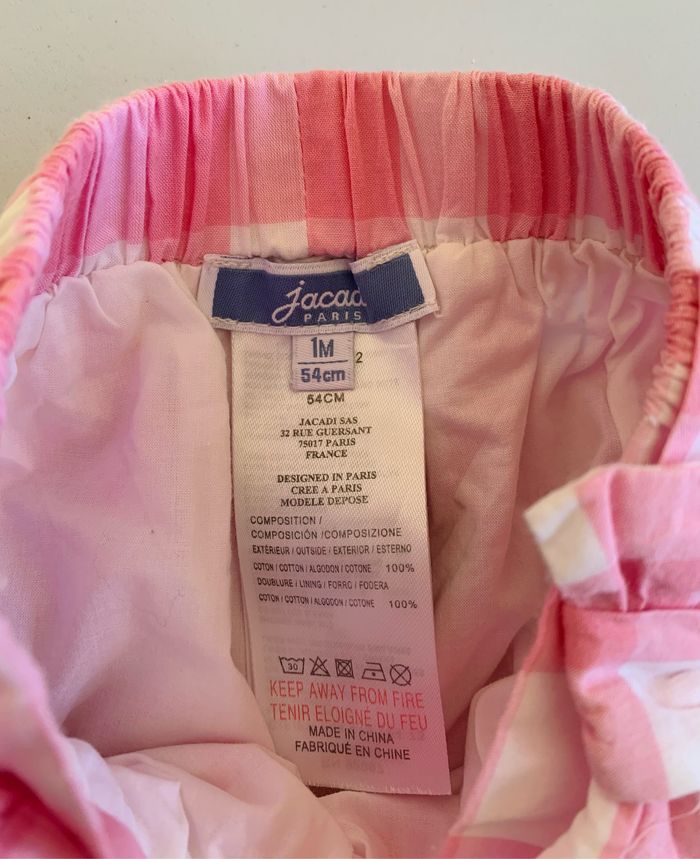 jacadi
PARIS
1M
54cm
2
54CM
JACADI SAS
32 RUE GUERSANT
75017 PARIS
FRANCE
DESIGNED IN PARIS
CREE A PARIS
MODELE DEPOSE
COMPOSITION /
COMPOSICIÓN /COMPOSIZIONE
EXTÉRIEUR / OUTSIDE / EXTERIOR / ESTERNO
COTON / COTTON / ALGODON / COTONE 100%
DOUBLURE / LINING / FORRO / FODERA
COTON / COTTON / ALGODON / COTONE 100%
30
KEEP AWAY FROM FIRE
TENIR ELOIGNÉ DU FEU
MADE IN CHINA
FABRIQUÉ EN CHINE